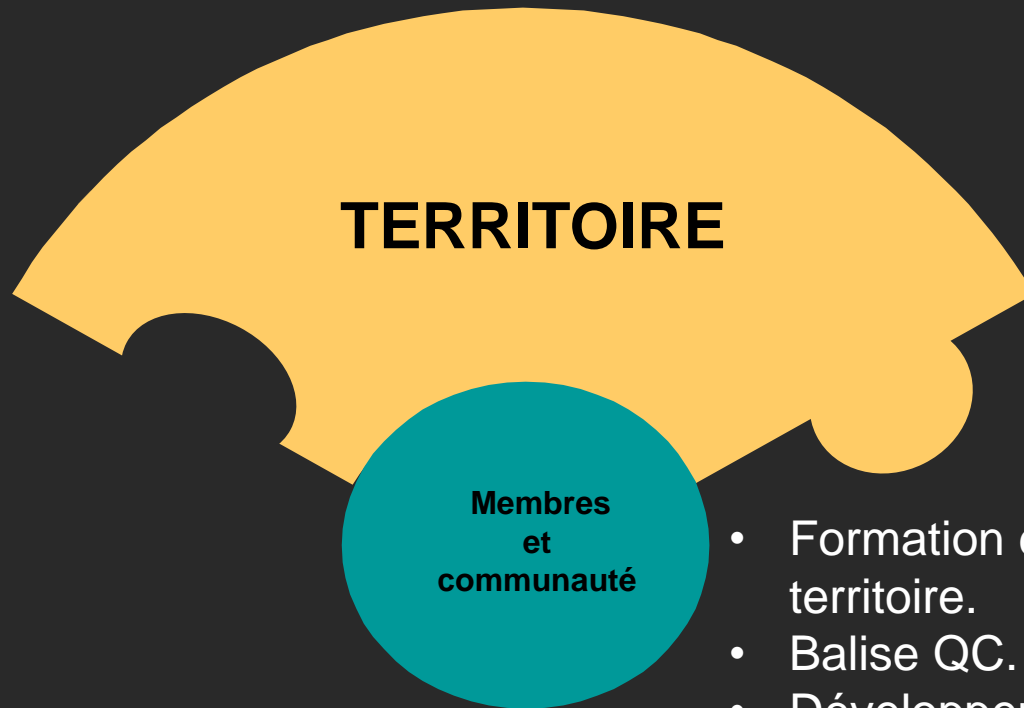 TERRITOIRE
Membres
et
communauté
• Formation
territoire.
• Balise QC.
•